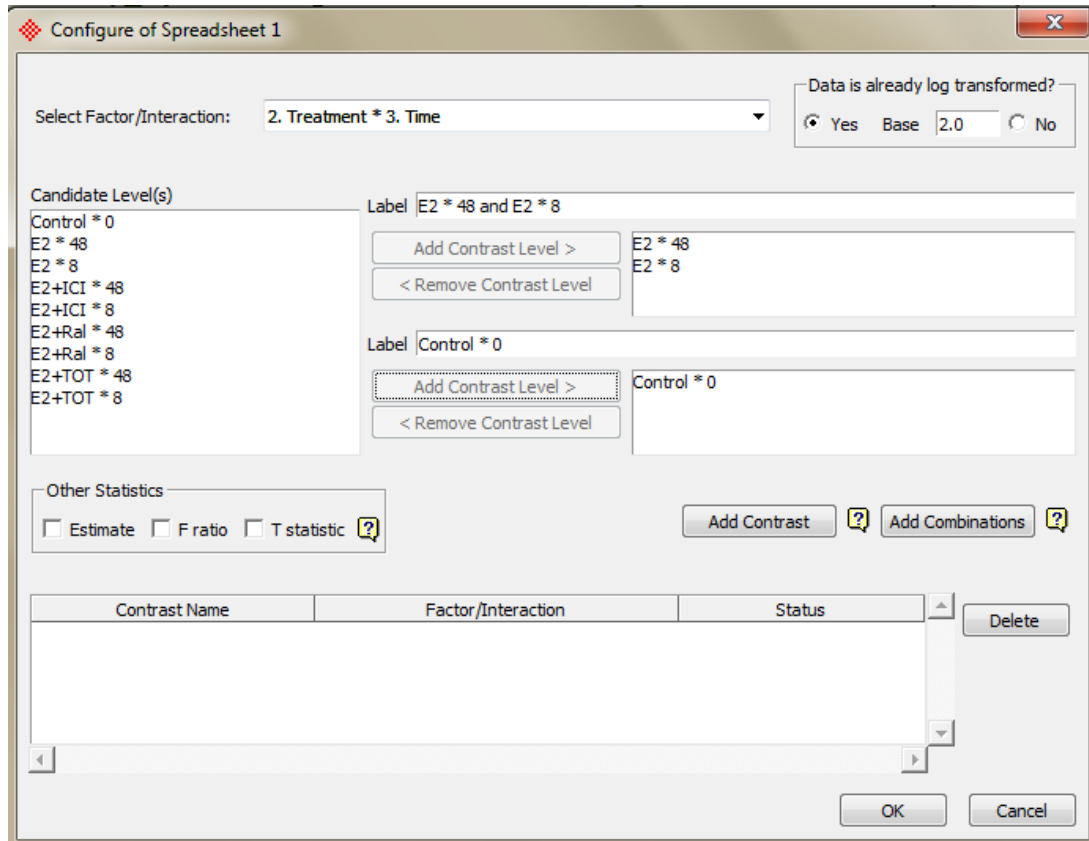 Configure of Spreadsheet 1
x
Data is already log transformed?
Select Factor/Interaction:
2. Treatment * 3. Time
Yes Base 2.0 No
Candidate Level(s)
Control * 0
E2 * 48
E2 * 8
E2+ICI * 48
E2+ICI * 8
E2+Ral * 48
E2+Ral * 8
E2+TOT * 48
E2+TOT * 8
Label E2 * 48 and E2 * 8
Add Contrast Level >
< Remove Contrast Level
E2 * 48
E2 * 8
Label Control * 0
Add Contrast Level >
< Remove Contrast Level
Control * 0
Other Statistics
Estimate F ratio T statistic ?
Add Contrast ? Add Combinations ?
Contrast Name Factor/Interaction Status
Delete
OK Cancel